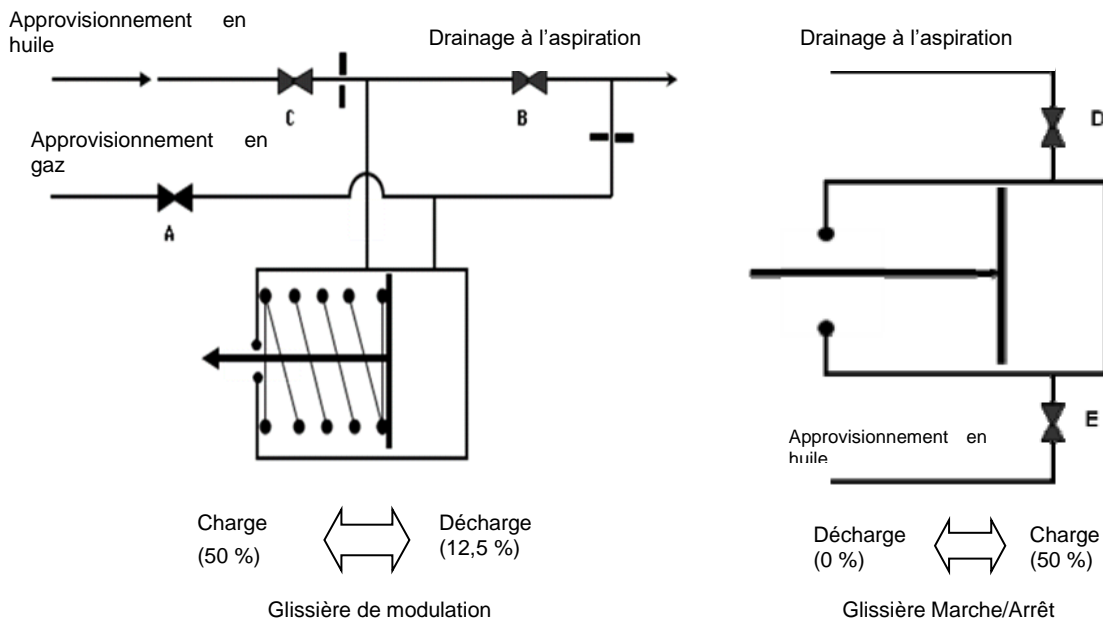 Approvisionnement en
huile
Drainage à l'aspiration
C
B
Approvisionnement en
gaz
A
Charge
(50 %)
Décharge
(12,5 %)
Glissière de modulation
Drainage à l'aspiration
D
E
Approvisionnement en
huile
Décharge
(0 %)
Charge
(50 %)
Glissière Marche/Arrêt